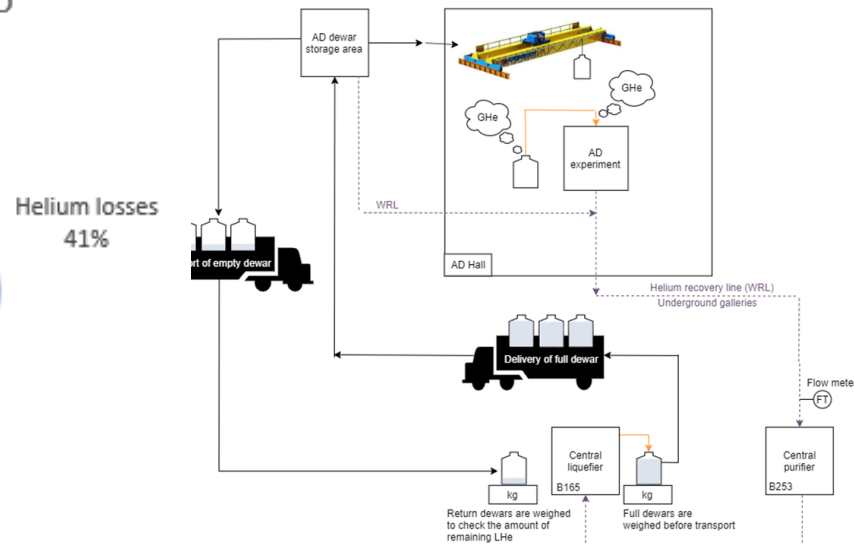 AD dewar
storage area
GHe
GHe
AD
experiment
WRL
Helium losses
41%
rt of empty dewar
AD Hall
Helium recovery line (WRL)
Underground galleries
Delivery of full dewar
Flow mete
FT
Central
liquefier
B165
Central
purifier
B253
kg
kg
Return dewars are weighed
to check the amount of
remaining LHe
Full dewars are
weighed before transport